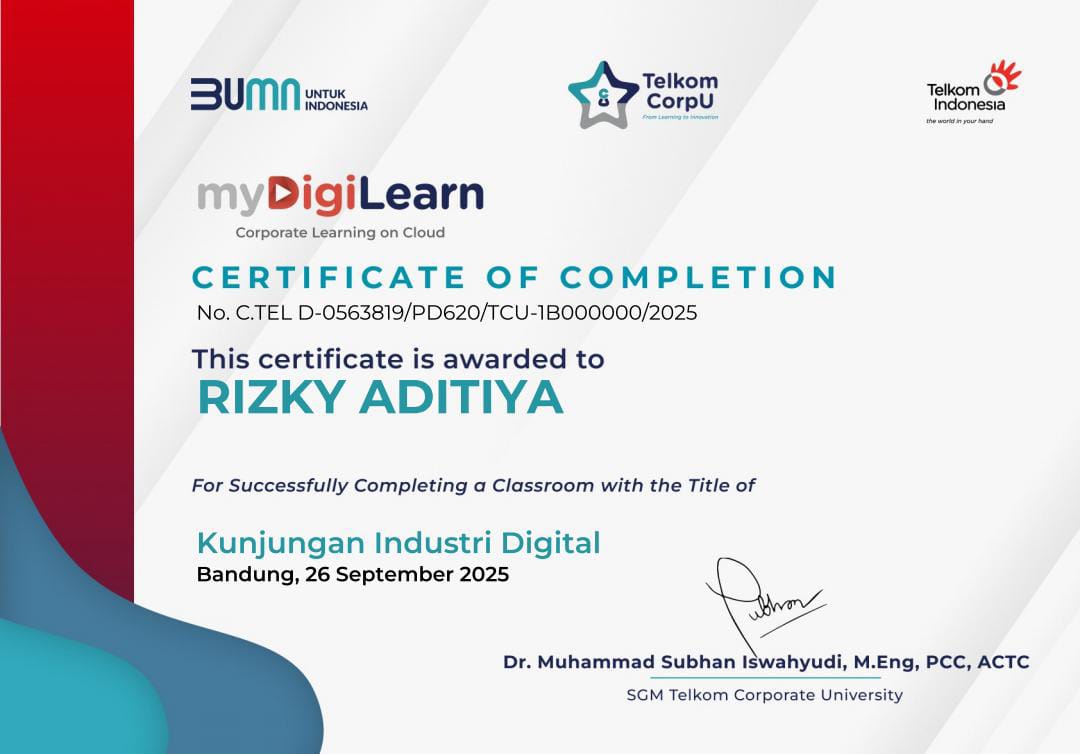 BUMN UNTUK INDONESIA
Telkom CorpU
From Learning to Innovation
Telkom Indonesia
the world in your hand
myDigiLearn
Corporate Learning on Cloud
CERTIFICATE OF COMPLETION
No. C.TEL D-0563819/PD620/TCU-1B000000/2025
This certificate is awarded to
RIZKY ADITIYA
For Successfully Completing a Classroom with the Title of
Kunjungan Industri Digital
Bandung, 26 September 2025
Subhan
Dr. Muhammad Subhan Iswahyudi, M.Eng, PCC, ACTC
SGM Telkom Corporate University